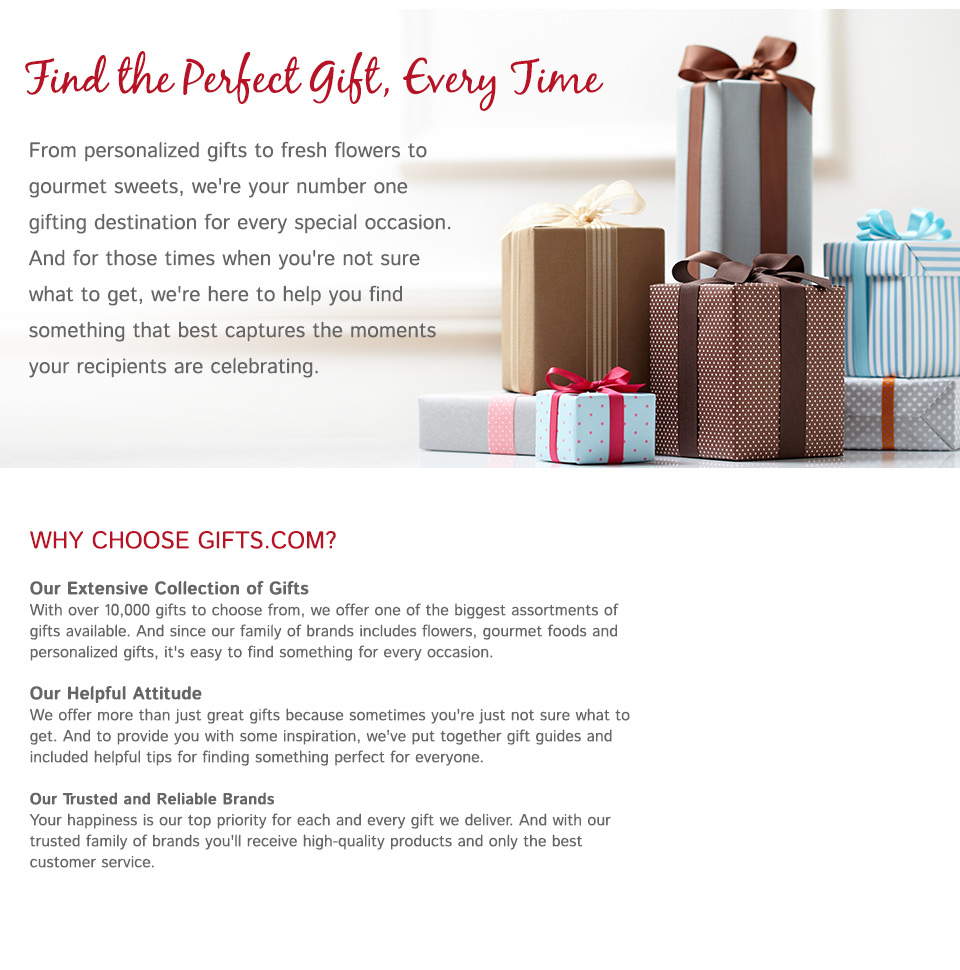 Find the Perfect Gift, Every Time
From personalized gifts to fresh flowers to
gourmet sweets, we're your number one
gifting destination for every special occasion.
And for those times when you're not sure
what to get, we're here to help you find
something that best captures the moments
your recipients are celebrating.
WHY CHOOSE GIFTS.COM?
Our Extensive Collection of Gifts
With over 10,000 gifts to choose from, we offer one of the biggest assortments of
gifts available. And since our family of brands includes flowers, gourmet foods and
personalized gifts, it's easy to find something for every occasion.
Our Helpful Attitude
We offer more than just great gifts because sometimes you're just not sure what to
get. And to provide you with some inspiration, we've put together gift guides and
included helpful tips for finding something perfect for everyone.
Our Trusted and Reliable Brands
Your happiness is our top priority for each and every gift we deliver. And with our
trusted family of brands you'll receive high-quality products and only the best
customer service.